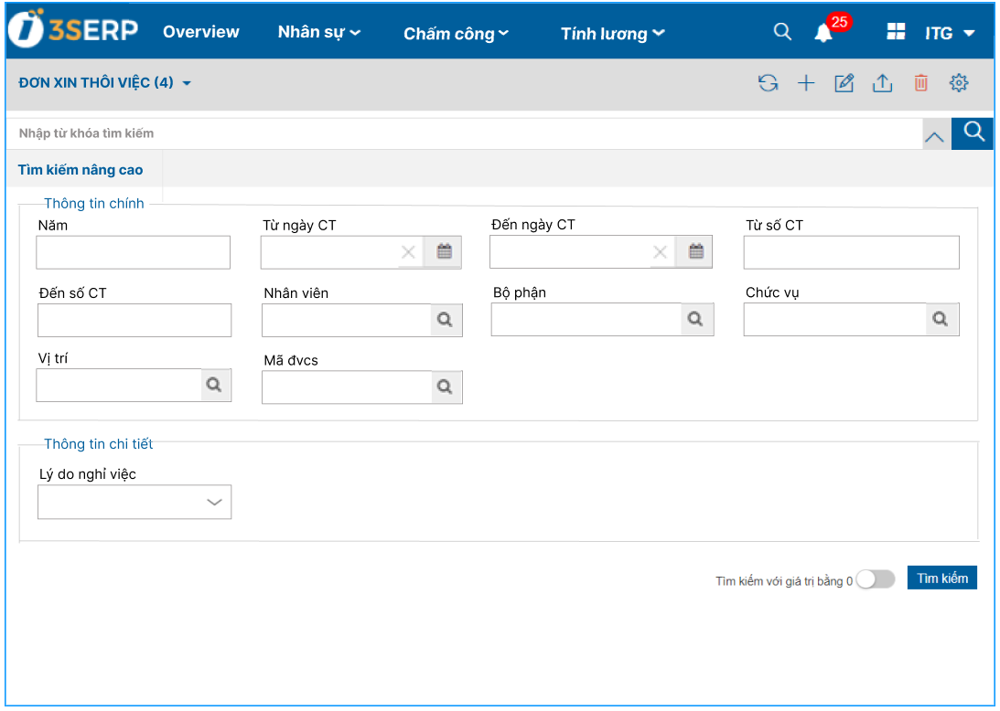 3SERP Overview Nhân sự Chấm công Tính lương 25 ITG
ĐƠN XIN THÔI VIỆC (4)
Nhập từ khóa tìm kiếm
Tìm kiếm nâng cao
Thông tin chính
Năm Từ ngày CT Đến ngày CT Từ số CT
Đến số CT Nhân viên Bộ phận Chức vụ
Vị trí Mã đvcs
Thông tin chi tiết
Lý do nghỉ việc
Tìm kiếm với giá trị bằng 0 Tìm kiếm